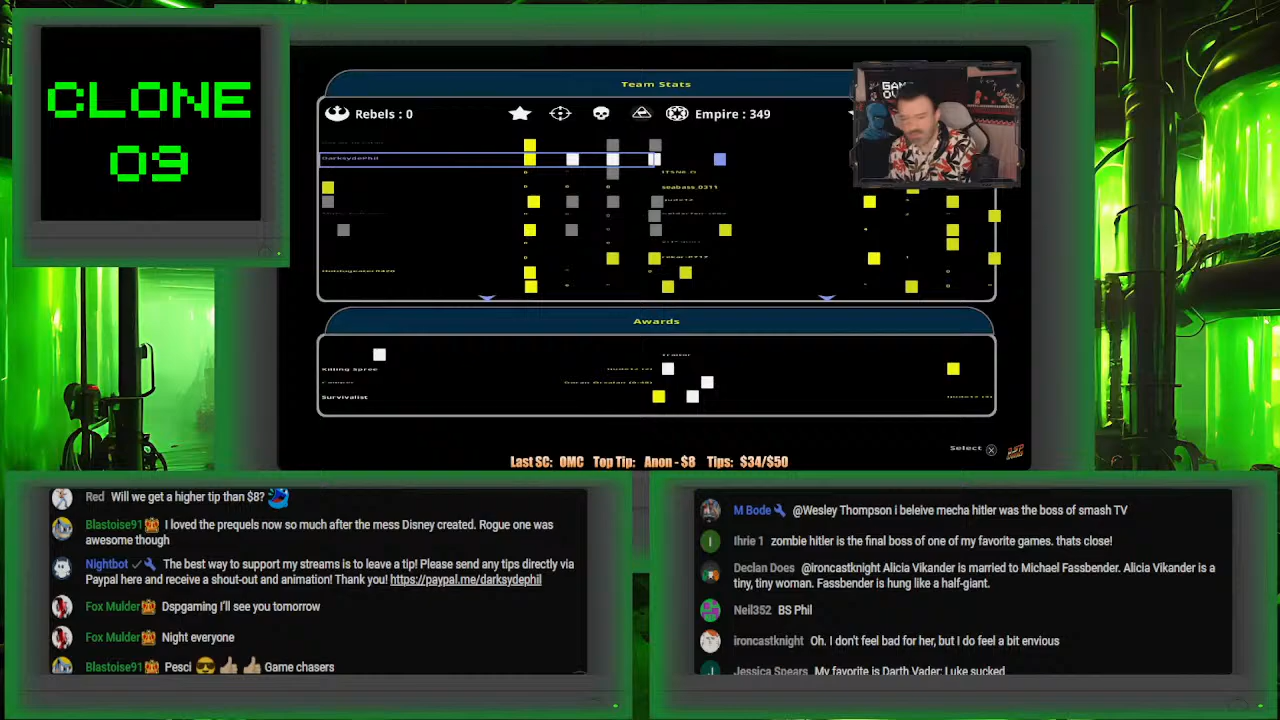 CLONE
09
Team Stats
Rebels : 0
Empire : 349
DarksydePhil
seabass_0311
Awards
Traitor
Killing Spree
Camper
Survivalist
Select
Last SC: OMC Top Tip: Anon - $8 Tips: $34/$50
Red Will we get a higher tip than $8?
Blastoise91 I loved the prequels now so much after the mess Disney created. Rogue one was
awesome though
Nightbot The best way to support my streams is to leave a tip! Please send any tips directly via
Paypal here and receive a shout-out and animation! Thank you! https://paypal.me/darksydephil
Fox Mulder Dspgaming I'll see you tomorrow
Fox Mulder Night everyone
Blastoise91 Pesci Game chasers
M Bode @Wesley Thompson i beleive mecha hitler was the boss of smash TV
Ihrie 1 zombie hitler is the final boss of one of my favorite games. thats close!
Declan Does @ironcastknight Alicia Vikander is married to Michael Fassbender. Alicia Vikander is a
tiny, tiny woman. Fassbender is hung like a half-giant.
Neil352 BS Phil
ironcastknight Oh. I don't feel bad for her, but I do feel a bit envious
Jessica Spears My favorite is Darth Vader; Luke sucked